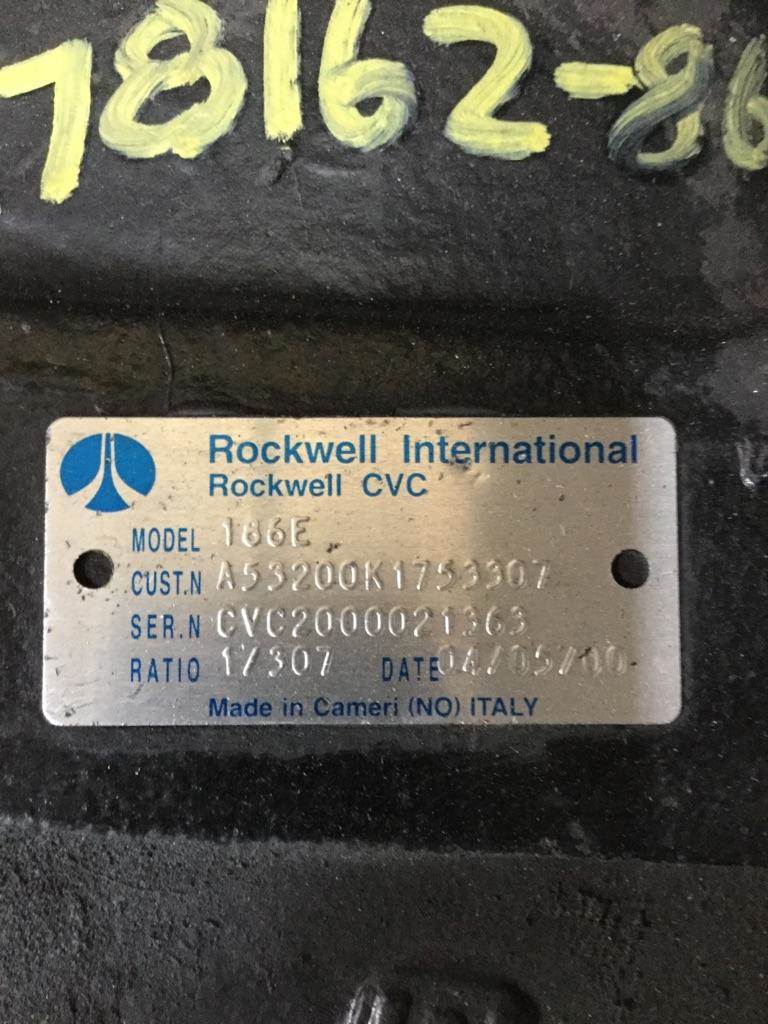 78162-86
Rockwell International
Rockwell CVC
MODEL 186E
CUST.N A53200K1753307
SER.N CVC2000021363
RATIO 1/307 DATE 04/05/00
Made in Cameri (NO) ITALY